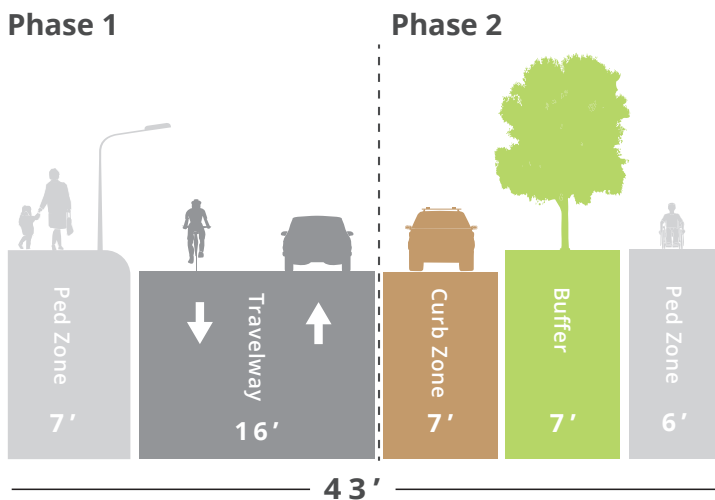 Phase 1
Phase 2
Ped Zone
7'
Travelway
16'
Curb Zone
7'
Buffer
7'
Ped Zone
6'
43'